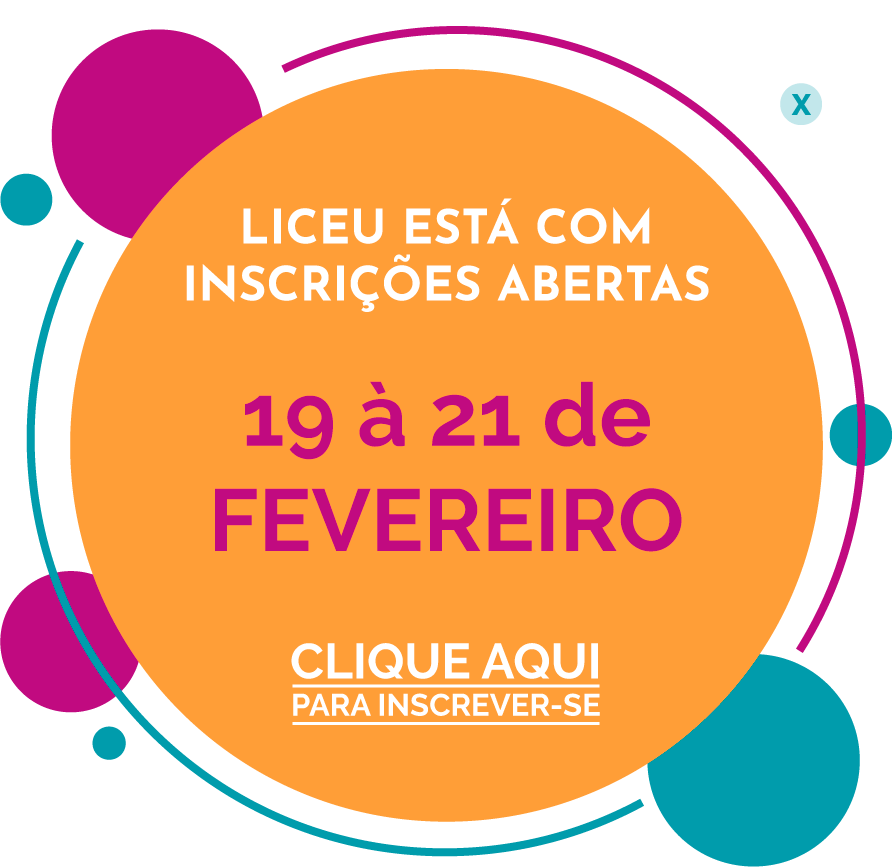 X
LICEU ESTÁ COM
INSCRIÇÕES ABERTAS
19 à 21 de
FEVEREIRO
CLIQUE AQUI
PARA INSCREVER-SE